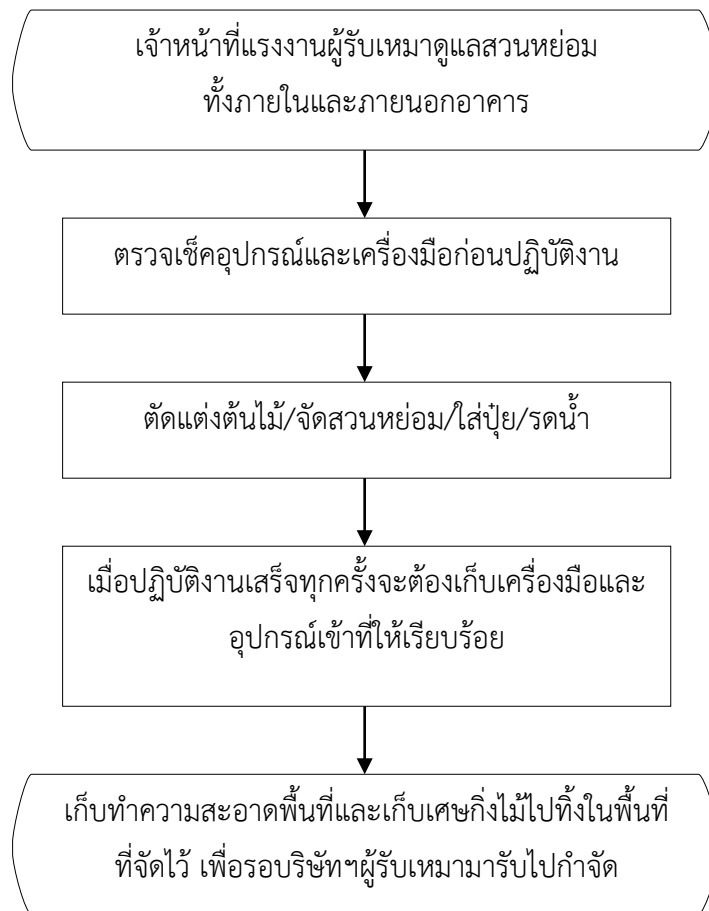 เจ้าหน้าที่แรงงานผู้รับเหมาดูแลสวนหย่อม
ทั้งภายในและภายนอกอาคาร
ตรวจเช็คอุปกรณ์และเครื่องมือก่อนปฏิบัติงาน
ตัดแต่งต้นไม้/จัดสวนหย่อม/ใส่ปุ๋ย/รดน้ำ
เมื่อปฏิบัติงานเสร็จทุกครั้งจะต้องเก็บเครื่องมือและ
อุปกรณ์เข้าที่ให้เรียบร้อย
เก็บทำความสะอาดพื้นที่และเก็บเศษกิ่งไม้ไปทิ้งในพื้นที่
ที่จัดไว้ เพื่อรอบริษัทฯผู้รับเหมามารับไปกำจัด